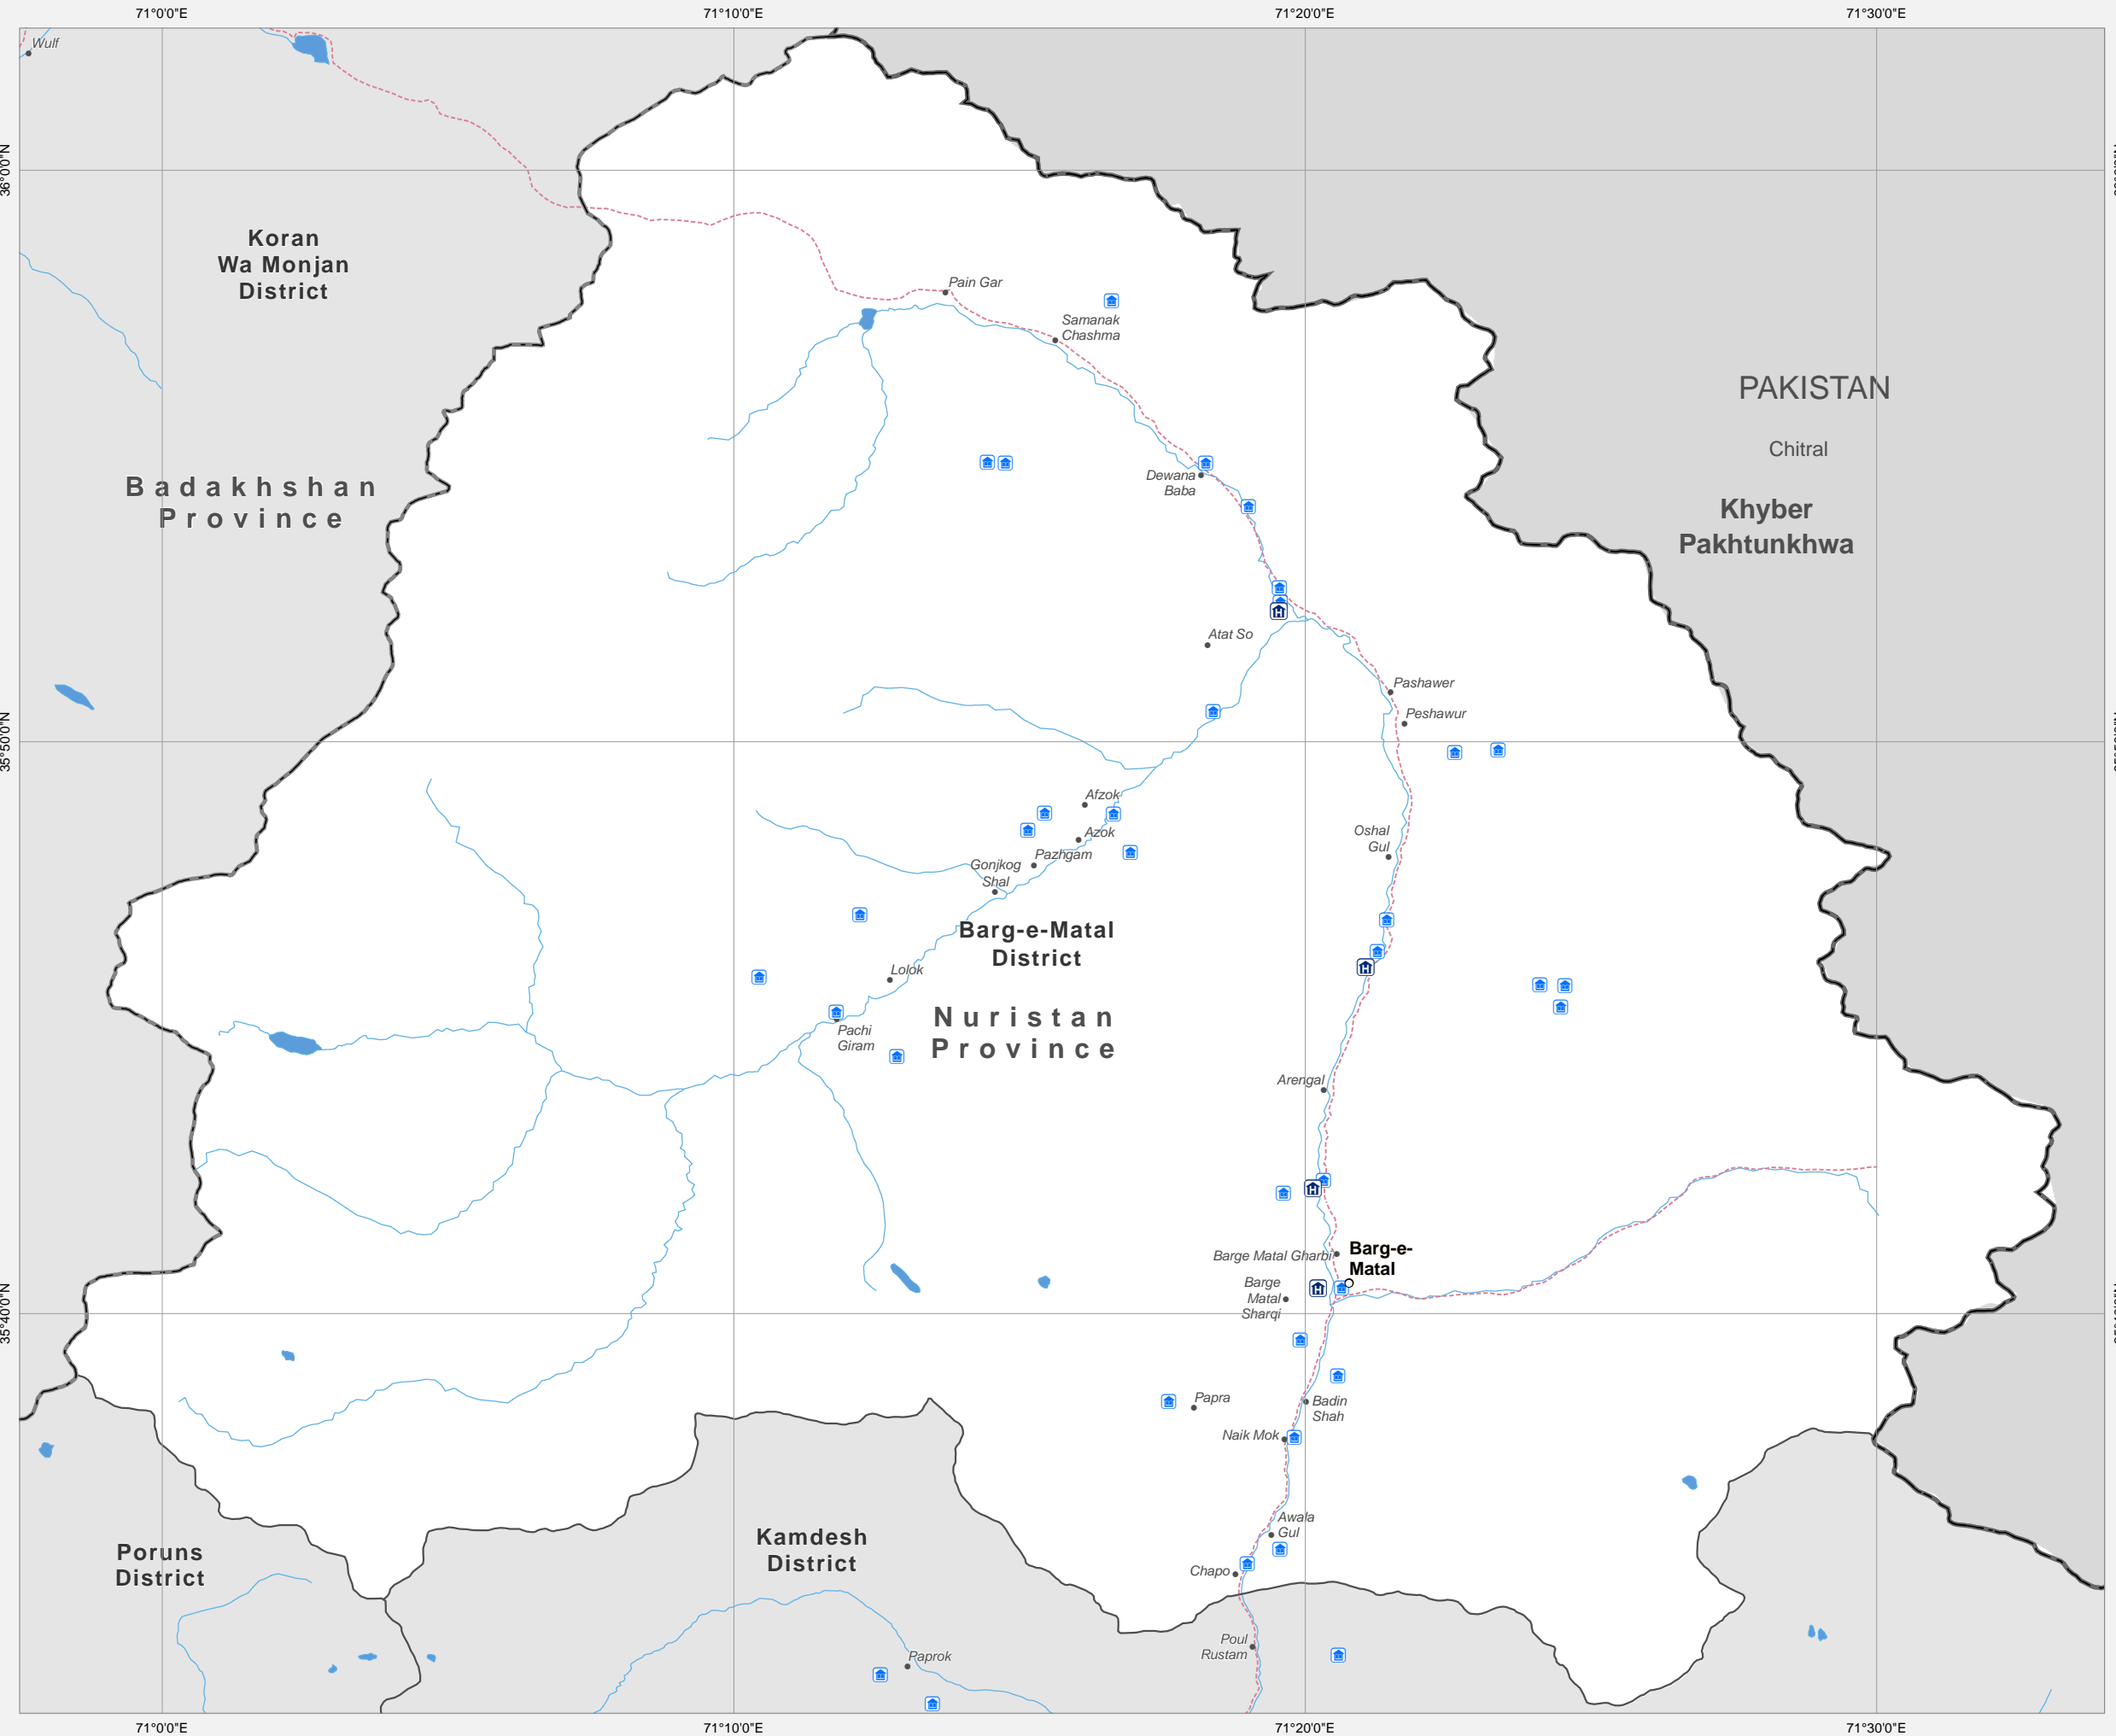 71°0'0"E
71°10'0"E
71°20'0"E
71°30'0"E
Wulf
36°0'0"N
Koran
Wa Monjan
District
Pain Gar
Samanak
Chashma
PAKISTAN
Chitral
Khyber
Pakhtunkhwa
Badakhshan
Province
Dewana
Baba
H
Atat So
Pashawer
Peshawur
35°50'0"N
Afzok
Azok
Oshal
Gul
Pazhgam
Gonjkog
Shal
Barg-e-Matal
District
H
Lolok
Nuristan
Province
Pachi
Giram
Arengal
H
Barge Matal Gharbi
Barg-e-
Matal
H
Barge
Matal
Sharqi
35°40'0"N
Papra
Badin
Shah
Naik Mok
Awala
Gul
Kamdesh
District
Poruns
District
Chapo
Poul
Rustam
Paprok
71°0'0"E
71°10'0"E
71°20'0"E
71°30'0"E